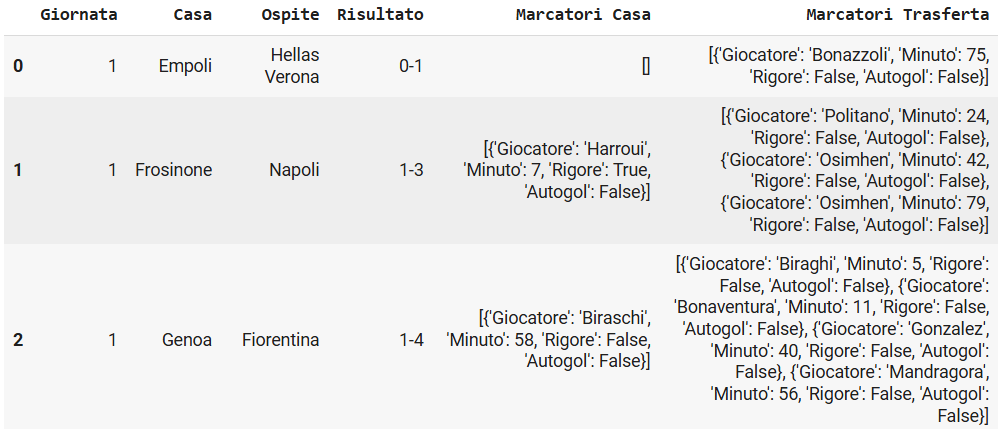 Giornata Casa Ospite Risultato Marcatori Casa Marcatori Trasferta
0 1 Empoli Hellas Verona 0-1 [] [{'Giocatore': 'Bonazzoli', 'Minuto': 75, 'Rigore': False, 'Autogol': False}]
1 1 Frosinone Napoli 1-3 [{'Giocatore': 'Harroui', 'Minuto': 7, 'Rigore': True, 'Autogol': False}] [{'Giocatore': 'Politano', 'Minuto': 24, 'Rigore': False, 'Autogol': False}, {'Giocatore': 'Osimhen', 'Minuto': 42, 'Rigore': False, 'Autogol': False}, {'Giocatore': 'Osimhen', 'Minuto': 79, 'Rigore': False, 'Autogol': False}]
2 1 Genoa Fiorentina 1-4 [{'Giocatore': 'Biraschi', 'Minuto': 58, 'Rigore': False, 'Autogol': False}] [{'Giocatore': 'Biraghi', 'Minuto': 5, 'Rigore': False, 'Autogol': False}, {'Giocatore': 'Bonaventura', 'Minuto': 11, 'Rigore': False, 'Autogol': False}, {'Giocatore': 'Gonzalez', 'Minuto': 40, 'Rigore': False, 'Autogol': False}, {'Giocatore': 'Mandragora', 'Minuto': 56, 'Rigore': False, 'Autogol': False}]